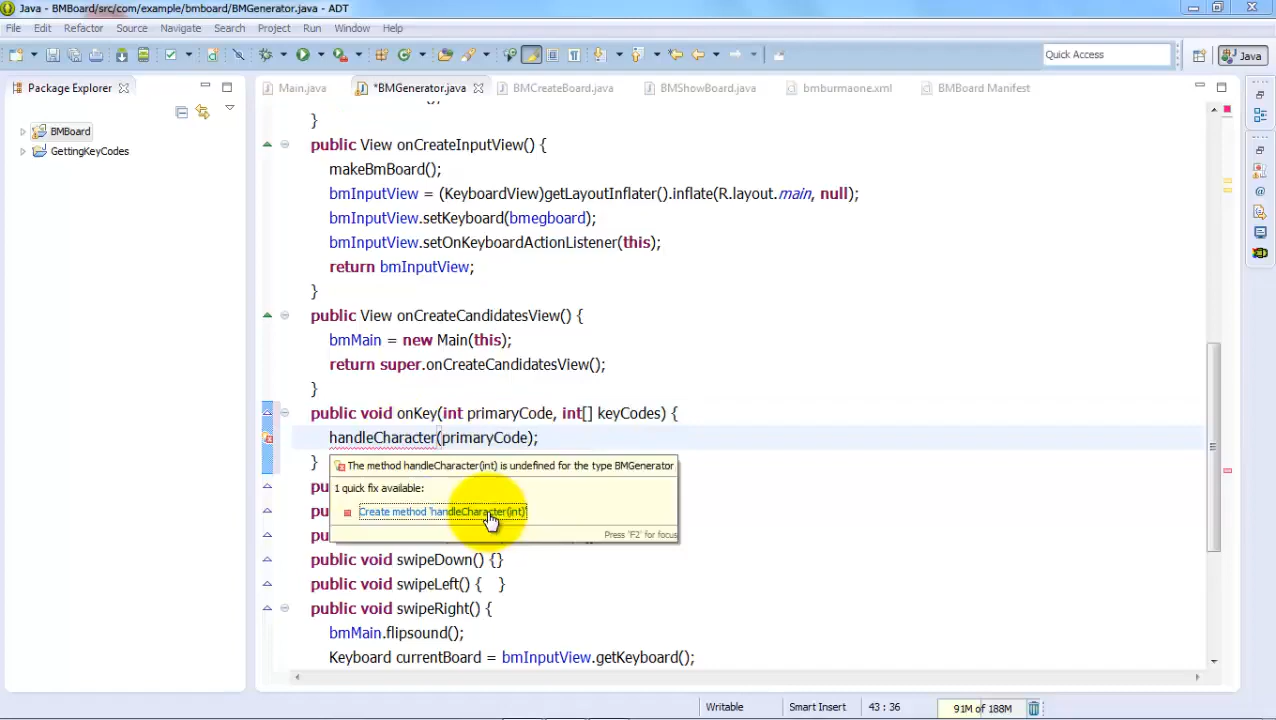 Java - BMBoard/src/com/example/bmboard/BMGenerator.java - ADT
File Edit Refactor Source Navigate Search Project Run Window Help
Quick Access
Java
Package Explorer
BMBoard
GettingKeyCodes
Main.java *BMGenerator.java BMCreateBoard.java BMShowBoard.java bmburmaone.xml BMBoard Manifest
}
public View onCreateInputView() {
makeBmBoard();
bmInputView = (KeyboardView)getLayoutInflater().inflate(R.layout.main, null);
bmInputView.setKeyboard(bmegboard);
bmInputView.setOnKeyboardActionListener(this);
return bmInputView;
}
public View onCreateCandidatesView() {
bmMain = new Main(this);
return super.onCreateCandidatesView();
}
public void onKey(int primaryCode, int[] keyCodes) {
handleCharacter(primaryCode);
}
The method handleCharacter(int) is undefined for the type BMGenerator
1 quick fix available:
Create method 'handleCharacter(int)'
Press 'F2' for focus
pu
pu
pu
public void swipeDown() {}
public void swipeLeft() { }
public void swipeRight() {
bmMain.flipsound();
Keyboard currentBoard = bmInputView.getKeyboard();
Writable Smart Insert 43 : 36 91M of 188M